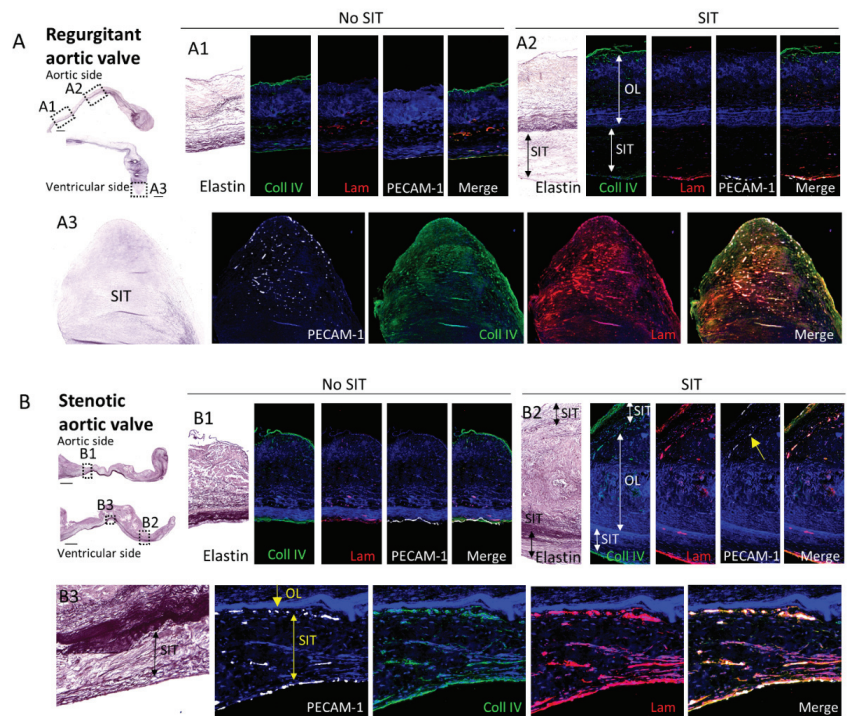 No SIT
SIT
A
Regurgitant
aortic valve
Aortic side
A2
A1
A3
Ventricular side
A1
Elastin
Coll IV
Lam
PECAM-1
Merge
A2
SIT
Elastin
OL
SIT
Coll IV
Lam
PECAM-1
Merge
A3
SIT
PECAM-1
Coll IV
Lam
Merge
No SIT
SIT
B
Stenotic
aortic valve
Aortic side
B1
B3
B2
Ventricular side
B1
Elastin
Coll IV
Lam
PECAM-1
Merge
B2
SIT
SIT
Elastin
SIT
OL
SIT
Coll IV
Lam
PECAM-1
Merge
B3
SIT
OL
SIT
PECAM-1
Coll IV
Lam
Merge